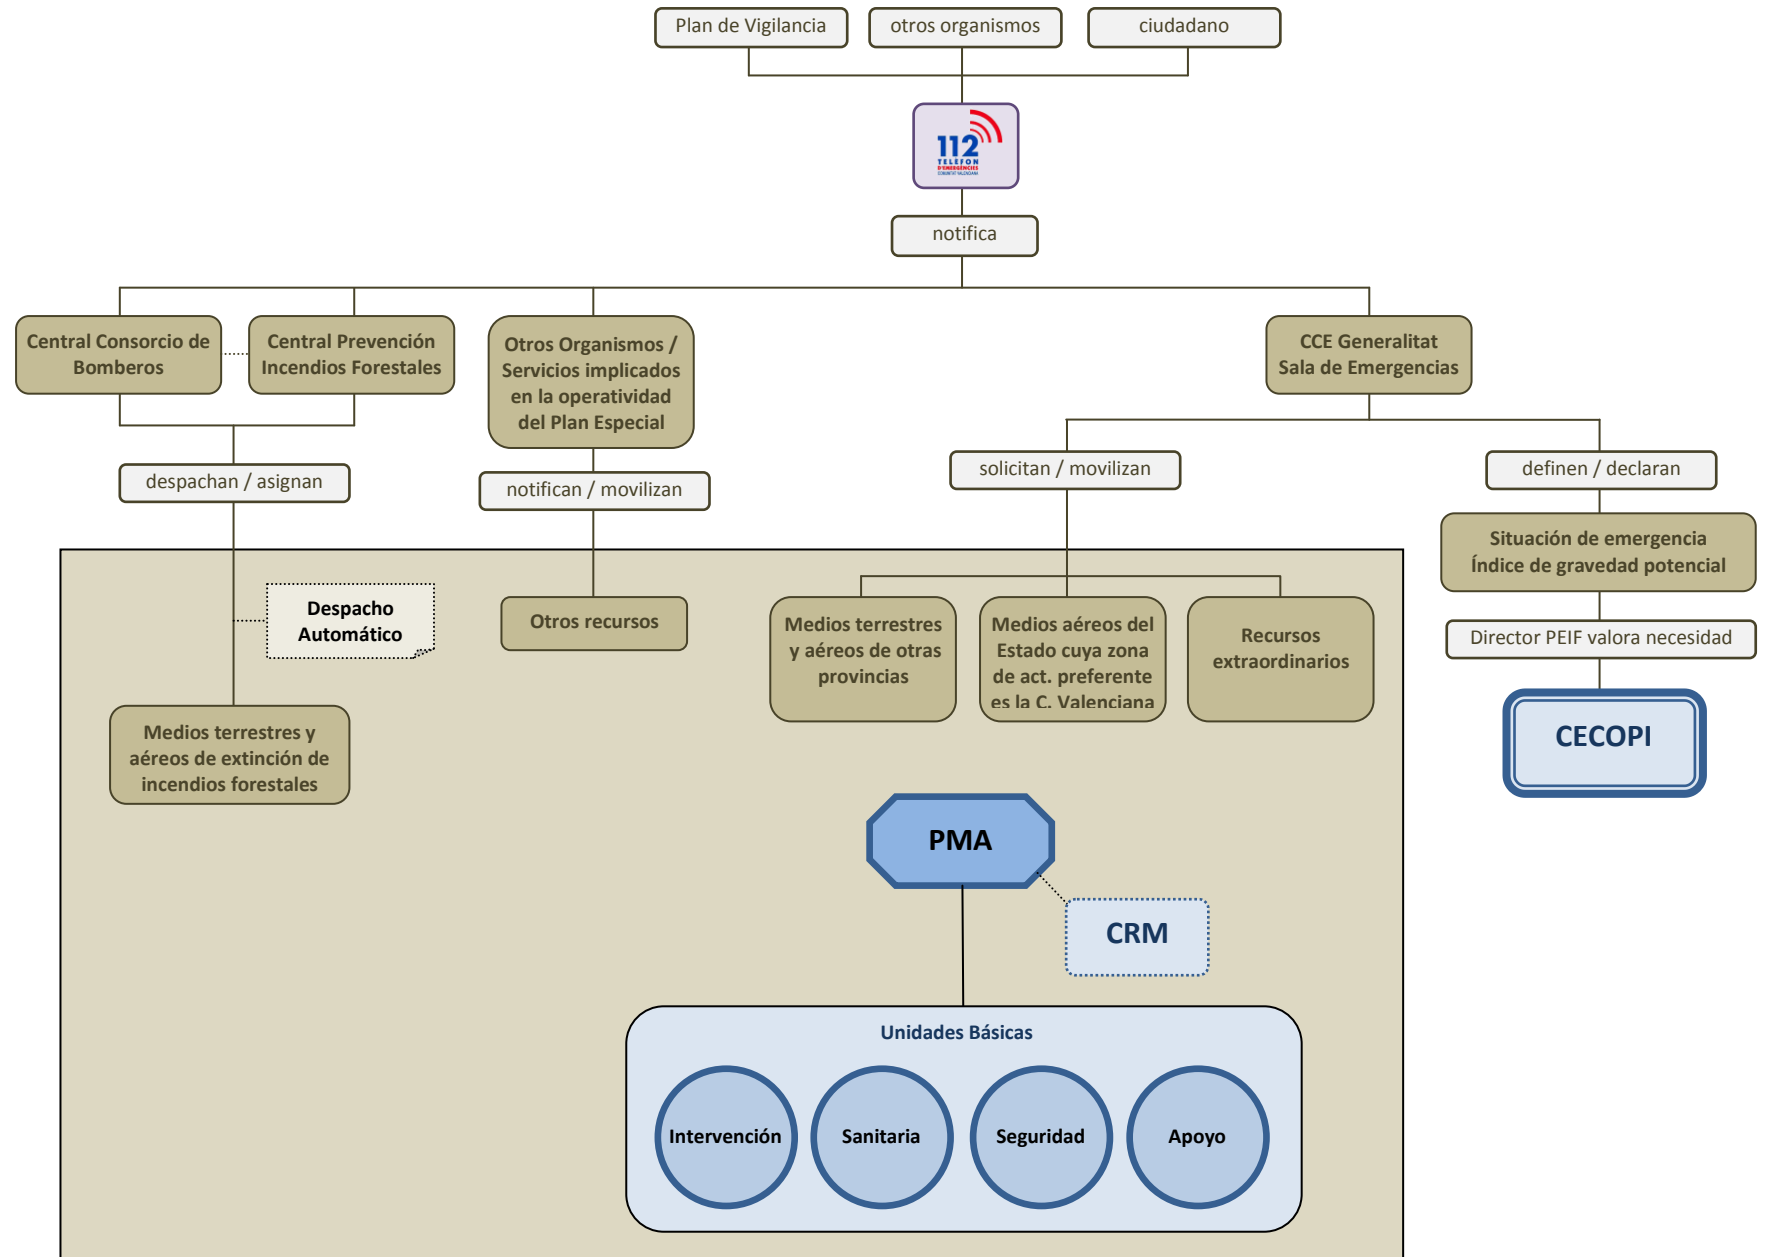 Plan de Vigilancia
otros organismos
ciudadano
112
TELÈFON
D'EMERGÈNCIES
COMUNITAT VALENCIANA
notifica
Central Consorcio de
Bomberos
Central Prevención
Incendios Forestales
Otros Organismos /
Servicios implicados
en la operatividad
del Plan Especial
CCE Generalitat
Sala de Emergencias
despachan / asignan
notifican / movilizan
solicitan / movilizan
definen / declaran
Situación de emergencia
Índice de gravedad potencial
Despacho
Automático
Otros recursos
Medios terrestres
y aéreos de otras
provincias
Medios aéreos del
Estado cuya zona
de act. preferente
es la C. Valenciana
Recursos
extraordinarios
Director PEIF valora necesidad
Medios terrestres y
aéreos de extinción de
incendios forestales
CECOPI
PMA
CRM
Unidades Básicas
Intervención
Sanitaria
Seguridad
Apoyo